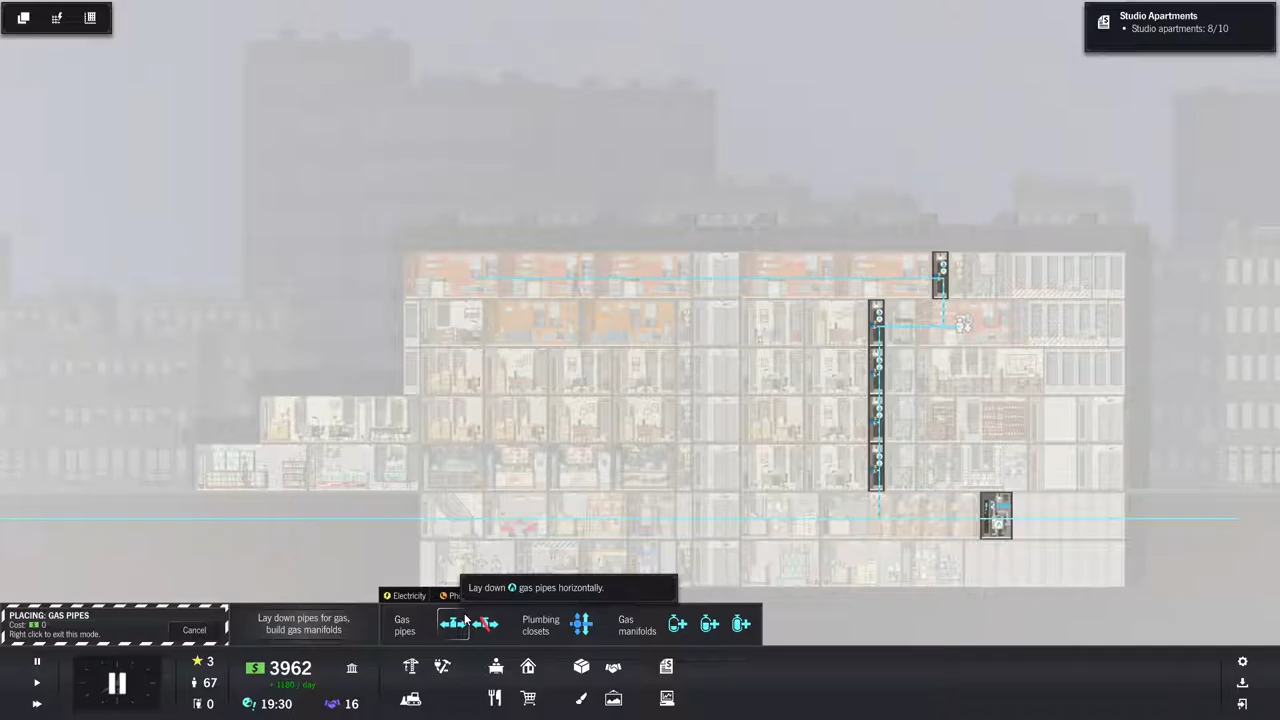 Studio Apartments
• Studio apartments: 8/10
Electricity
Lay down gas pipes horizontally.
PLACING: GAS PIPES
Cost: 0
Right click to exit this mode.
Cancel
Lay down pipes for gas,
build gas manifolds
Gas
pipes
Plumbing
closets
Gas
manifolds
3
67
0
3962
+ 1180 / day
19:30
16